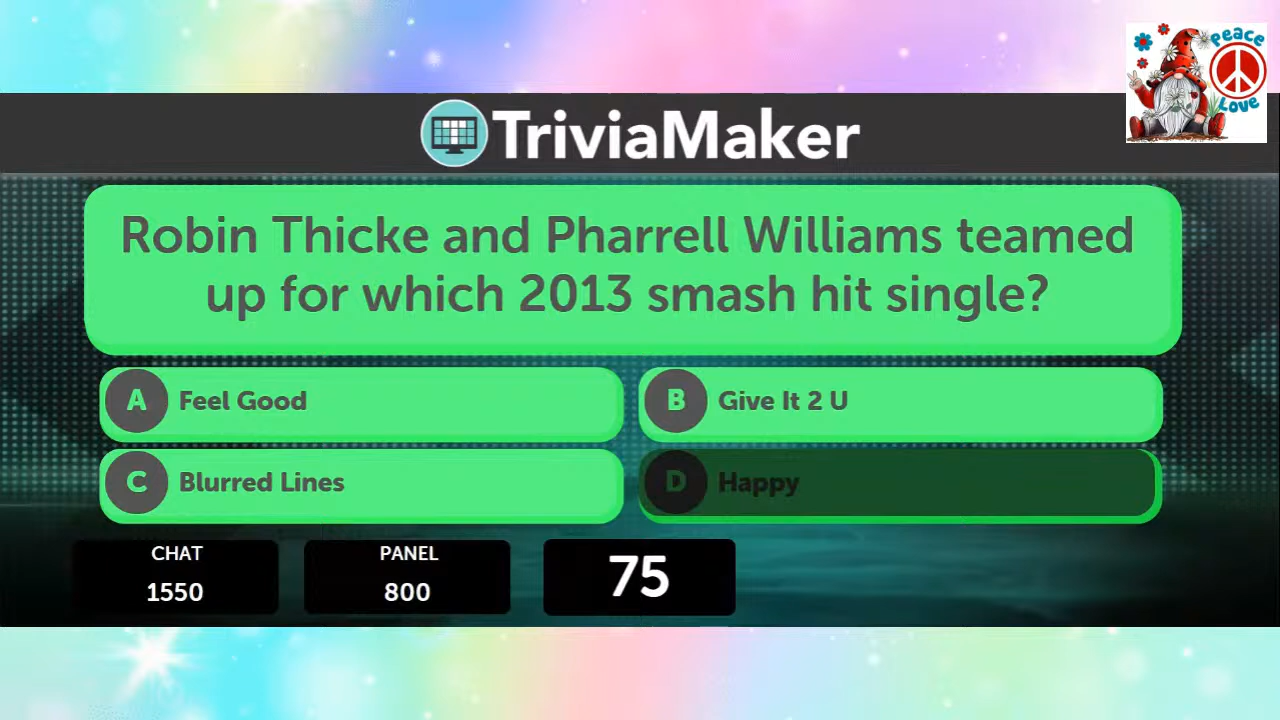 Peace
Love
TriviaMaker
Robin Thicke and Pharrell Williams teamed
up for which 2013 smash hit single?
A Feel Good
B Give It 2 U
C Blurred Lines
D Happy
CHAT
1550
PANEL
800
75